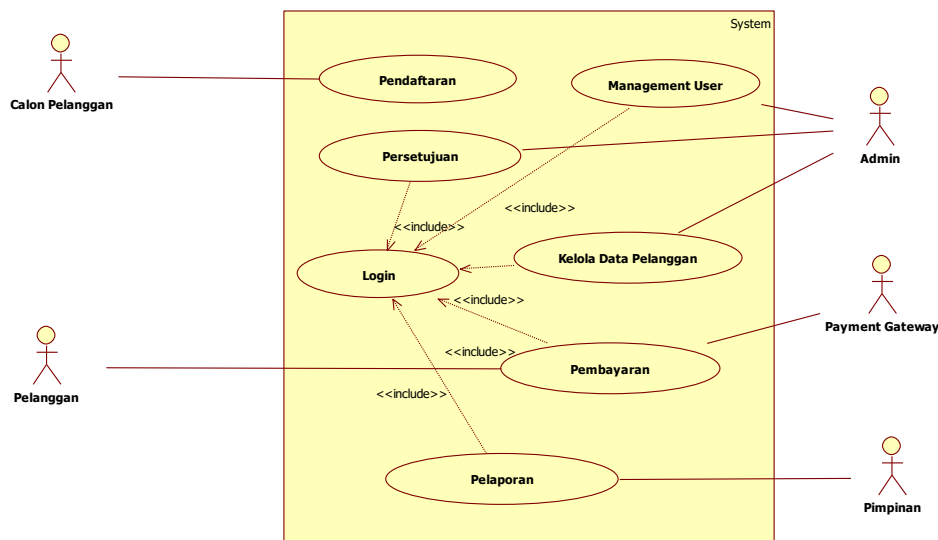 System
Pendaftaran
Management User
Calon Pelanggan
Persetujuan
Admin
<<include>>
<<include>>
Kelola Data Pelanggan
Login
<<include>>
Payment Gateway
<<include>>
Pembayaran
Pelanggan
<<include>>
Pelaporan
Pimpinan